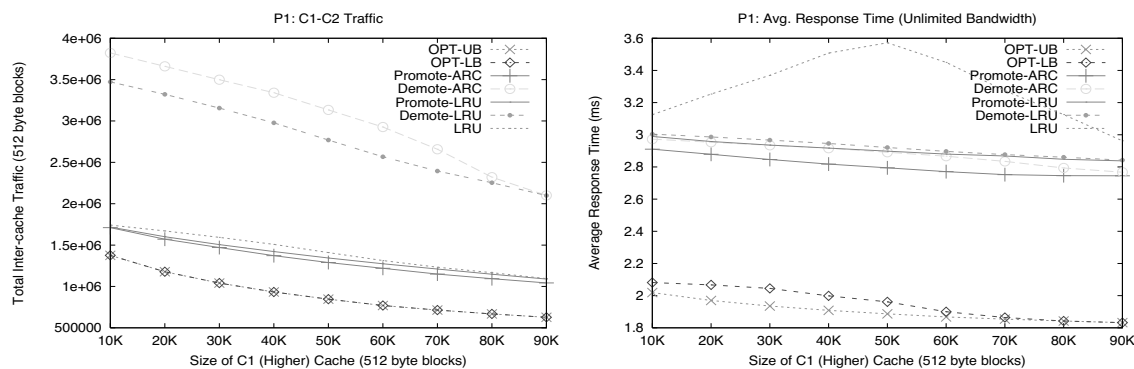 P1: C1-C2 Traffic
Total Inter-cache Traffic (512 byte blocks)
4e+06
3.5e+06
3e+06
2.5e+06
2e+06
1.5e+06
1e+06
500000
OPT-UB
OPT-LB
Promote-ARC
Demote-ARC
Promote-LRU
Demote-LRU
LRU
10K 20K 30K 40K 50K 60K 70K 80K 90K
Size of C1 (Higher) Cache (512 byte blocks)
P1: Avg. Response Time (Unlimited Bandwidth)
Average Response Time (ms)
3.6
3.4
3.2
3
2.8
2.6
2.4
2.2
2
1.8
OPT-UB
OPT-LB
Promote-ARC
Demote-ARC
Promote-LRU
Demote-LRU
LRU
10K 20K 30K 40K 50K 60K 70K 80K 90K
Size of C1 (Higher) Cache (512 byte blocks)